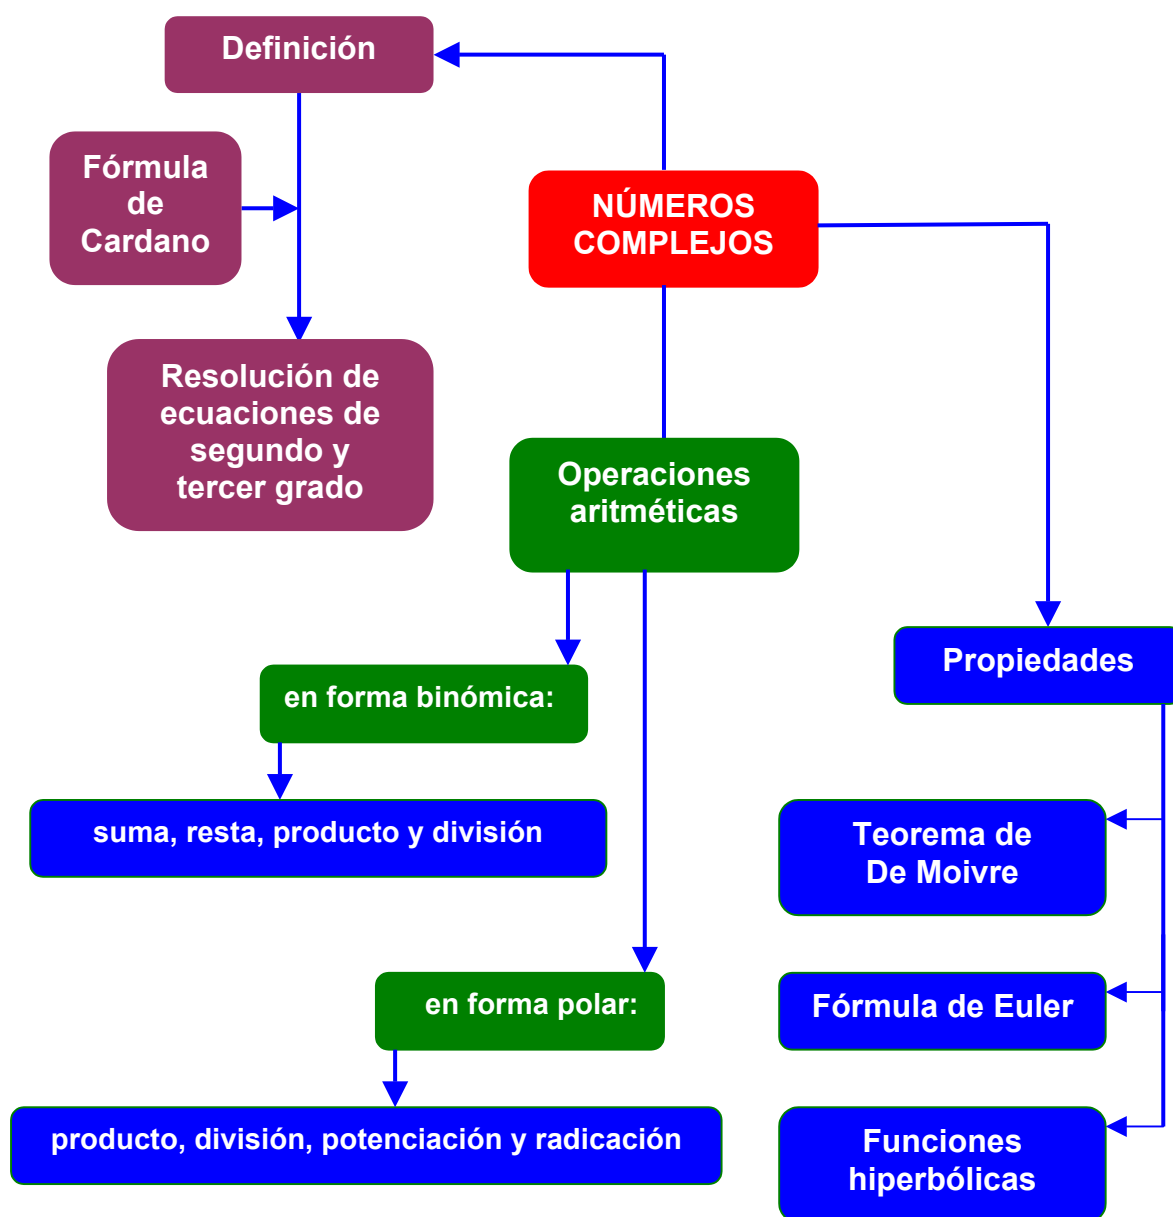 Definición
Fórmula
de
Cardano
NÚMEROS
COMPLEJOS
Resolución de
ecuaciones de
segundo y
tercer grado
Operaciones
aritméticas
Propiedades
en forma binómica:
suma, resta, producto y división
Teorema de
De Moivre
en forma polar:
Fórmula de Euler
producto, división, potenciación y radicación
Funciones
hiperbólicas